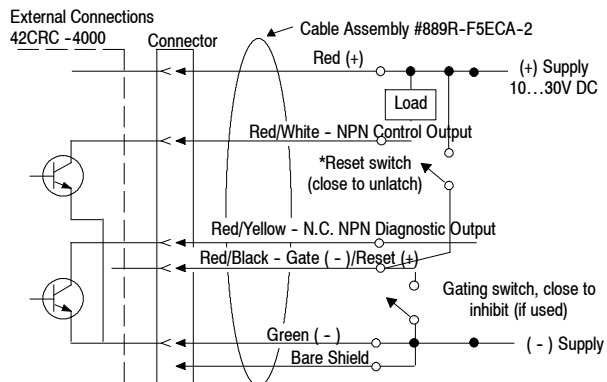 External Connections
42CRC -4000
Connector
Cable Assembly #889R-F5ECA-2
Red (+)
(+) Supply
10…30V DC
Load
Red/White - NPN Control Output
*Reset switch
(close to unlatch)
Red/Yellow - N.C. NPN Diagnostic Output
Red/Black - Gate ( - )/Reset (+)
Gating switch, close to
inhibit (if used)
Green ( - )
( - ) Supply
Bare Shield